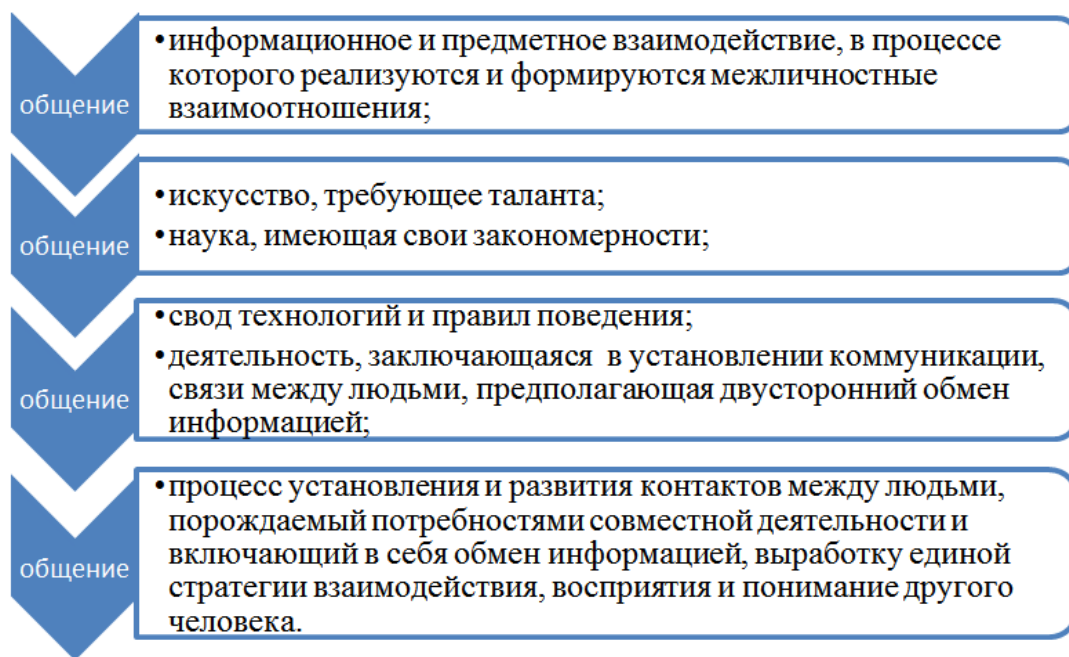 общение
•информационное и предметное взаимодействие, в процессе
которого реализуются и формируются межличностные
взаимоотношения;
общение
•искусство, требующее таланта;
•наука, имеющая свои закономерности;
общение
•свод технологий и правил поведения;
•деятельность, заключающаяся в установлении коммуникации,
связи между людьми, предполагающая двусторонний обмен
информацией;
общение
•процесс установления и развития контактов между людьми,
порождаемый потребностями совместной деятельности и
включающий в себя обмен информацией, выработку единой
стратегии взаимодействия, восприятия и понимание другого
человека.